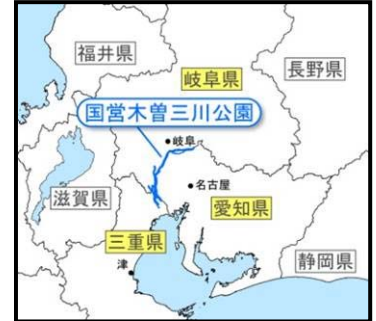 福井県
岐阜県
長野県
国営木曽三川公園
岐阜
名古屋
滋賀県
愛知県
三重県
津
静岡県